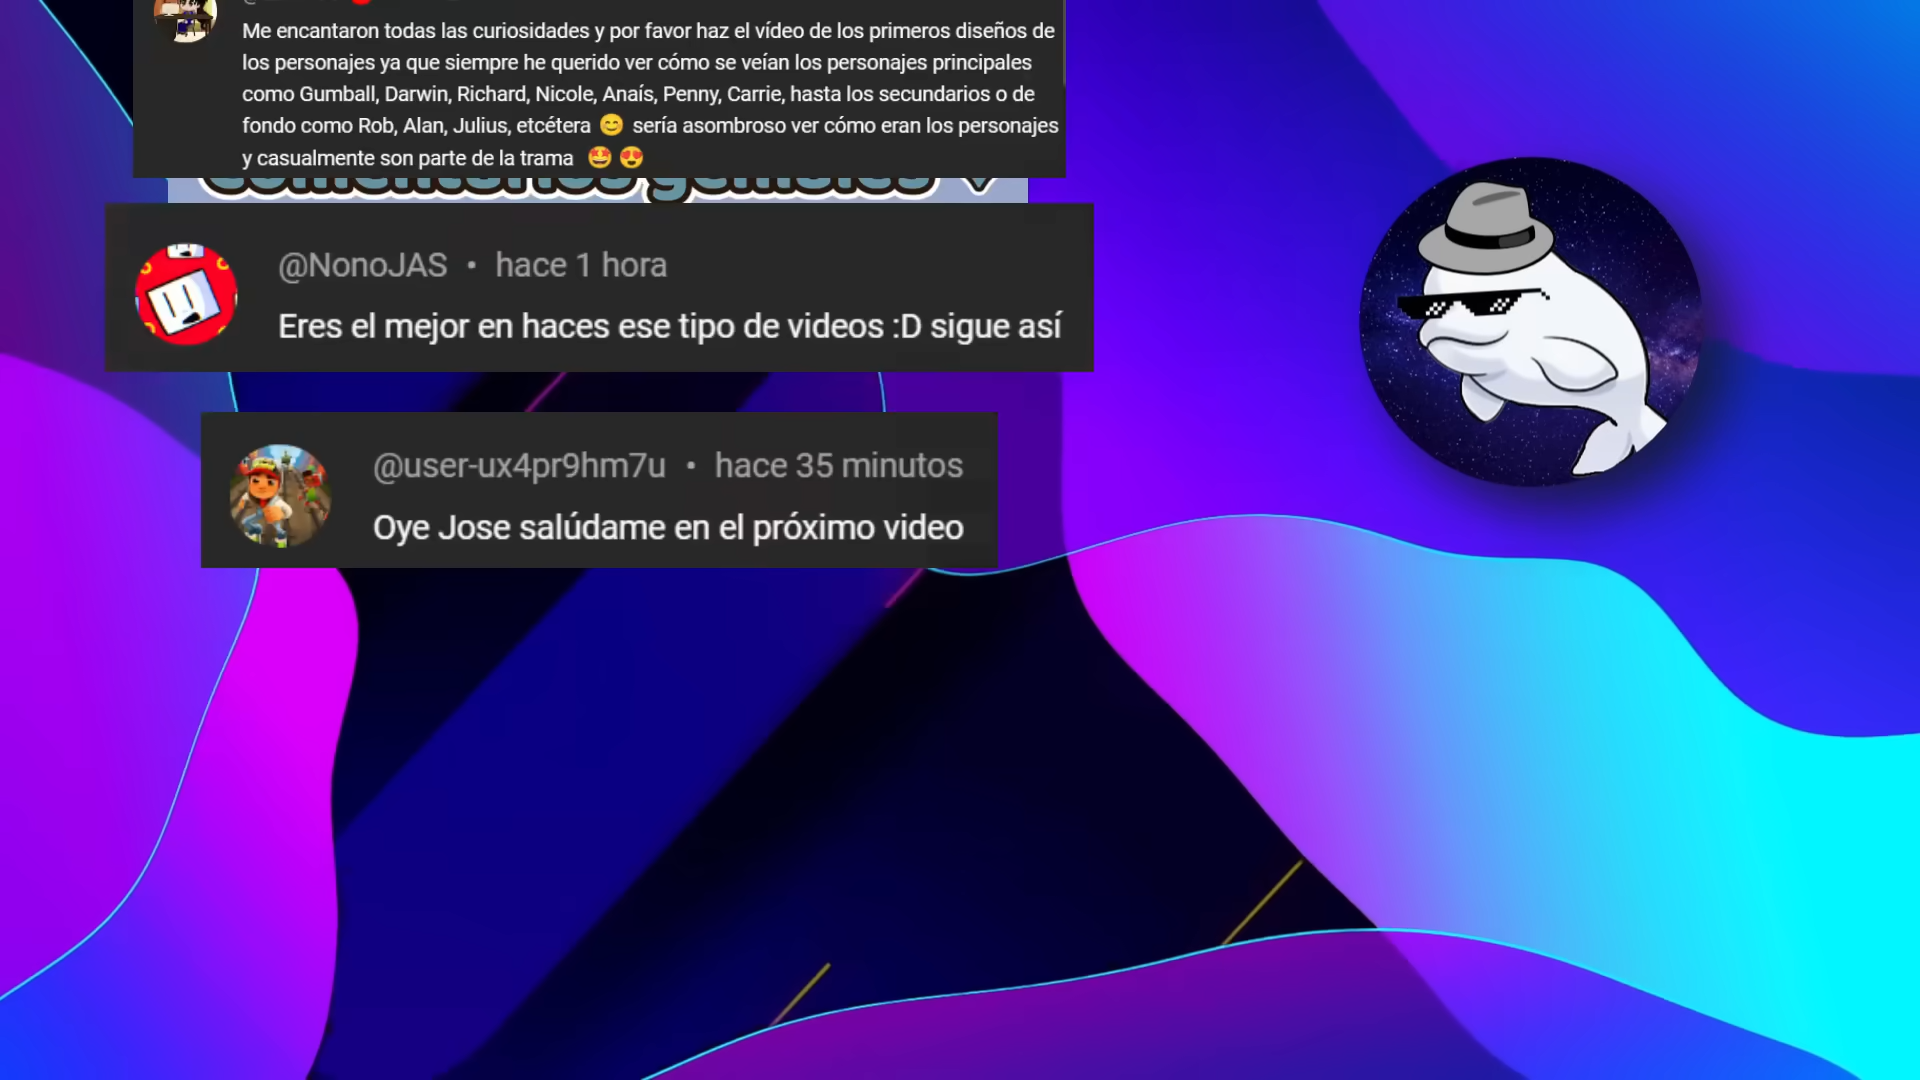 Me encantaron todas las curiosidades y por favor haz el vídeo de los primeros diseños de
los personajes ya que siempre he querido ver cómo se veían los personajes principales
como Gumball, Darwin, Richard, Nicole, Anaís, Penny, Carrie, hasta los secundarios o de
fondo como Rob, Alan, Julius, etcétera 😊 sería asombroso ver cómo eran los personajes
y casualmente son parte de la trama 🤩 😍
@NonoJAS • hace 1 hora
Eres el mejor en haces ese tipo de videos :D sigue así
@user-ux4pr9hm7u • hace 35 minutos
Oye Jose salúdame en el próximo video